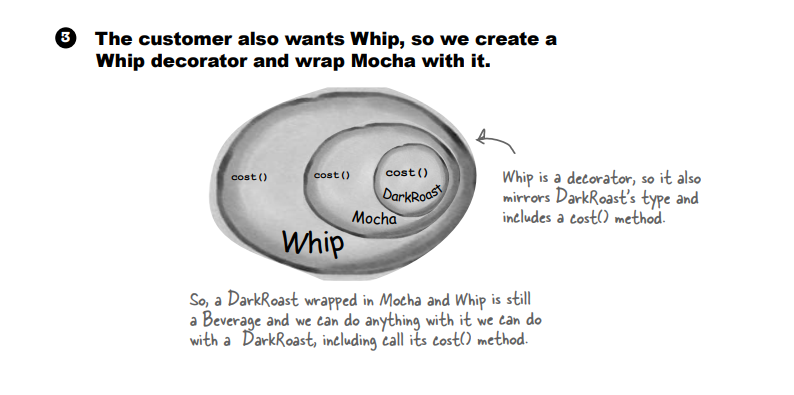 3 The customer also wants Whip, so we create a
Whip decorator and wrap Mocha with it.
cost()
cost()
cost()
DarkRoast
Mocha
Whip
Whip is a decorator, so it also
mirrors DarkRoast's type and
includes a cost() method.
So, a DarkRoast wrapped in Mocha and Whip is still
a Beverage and we can do anything with it we can do
with a DarkRoast, including call its cost() method.